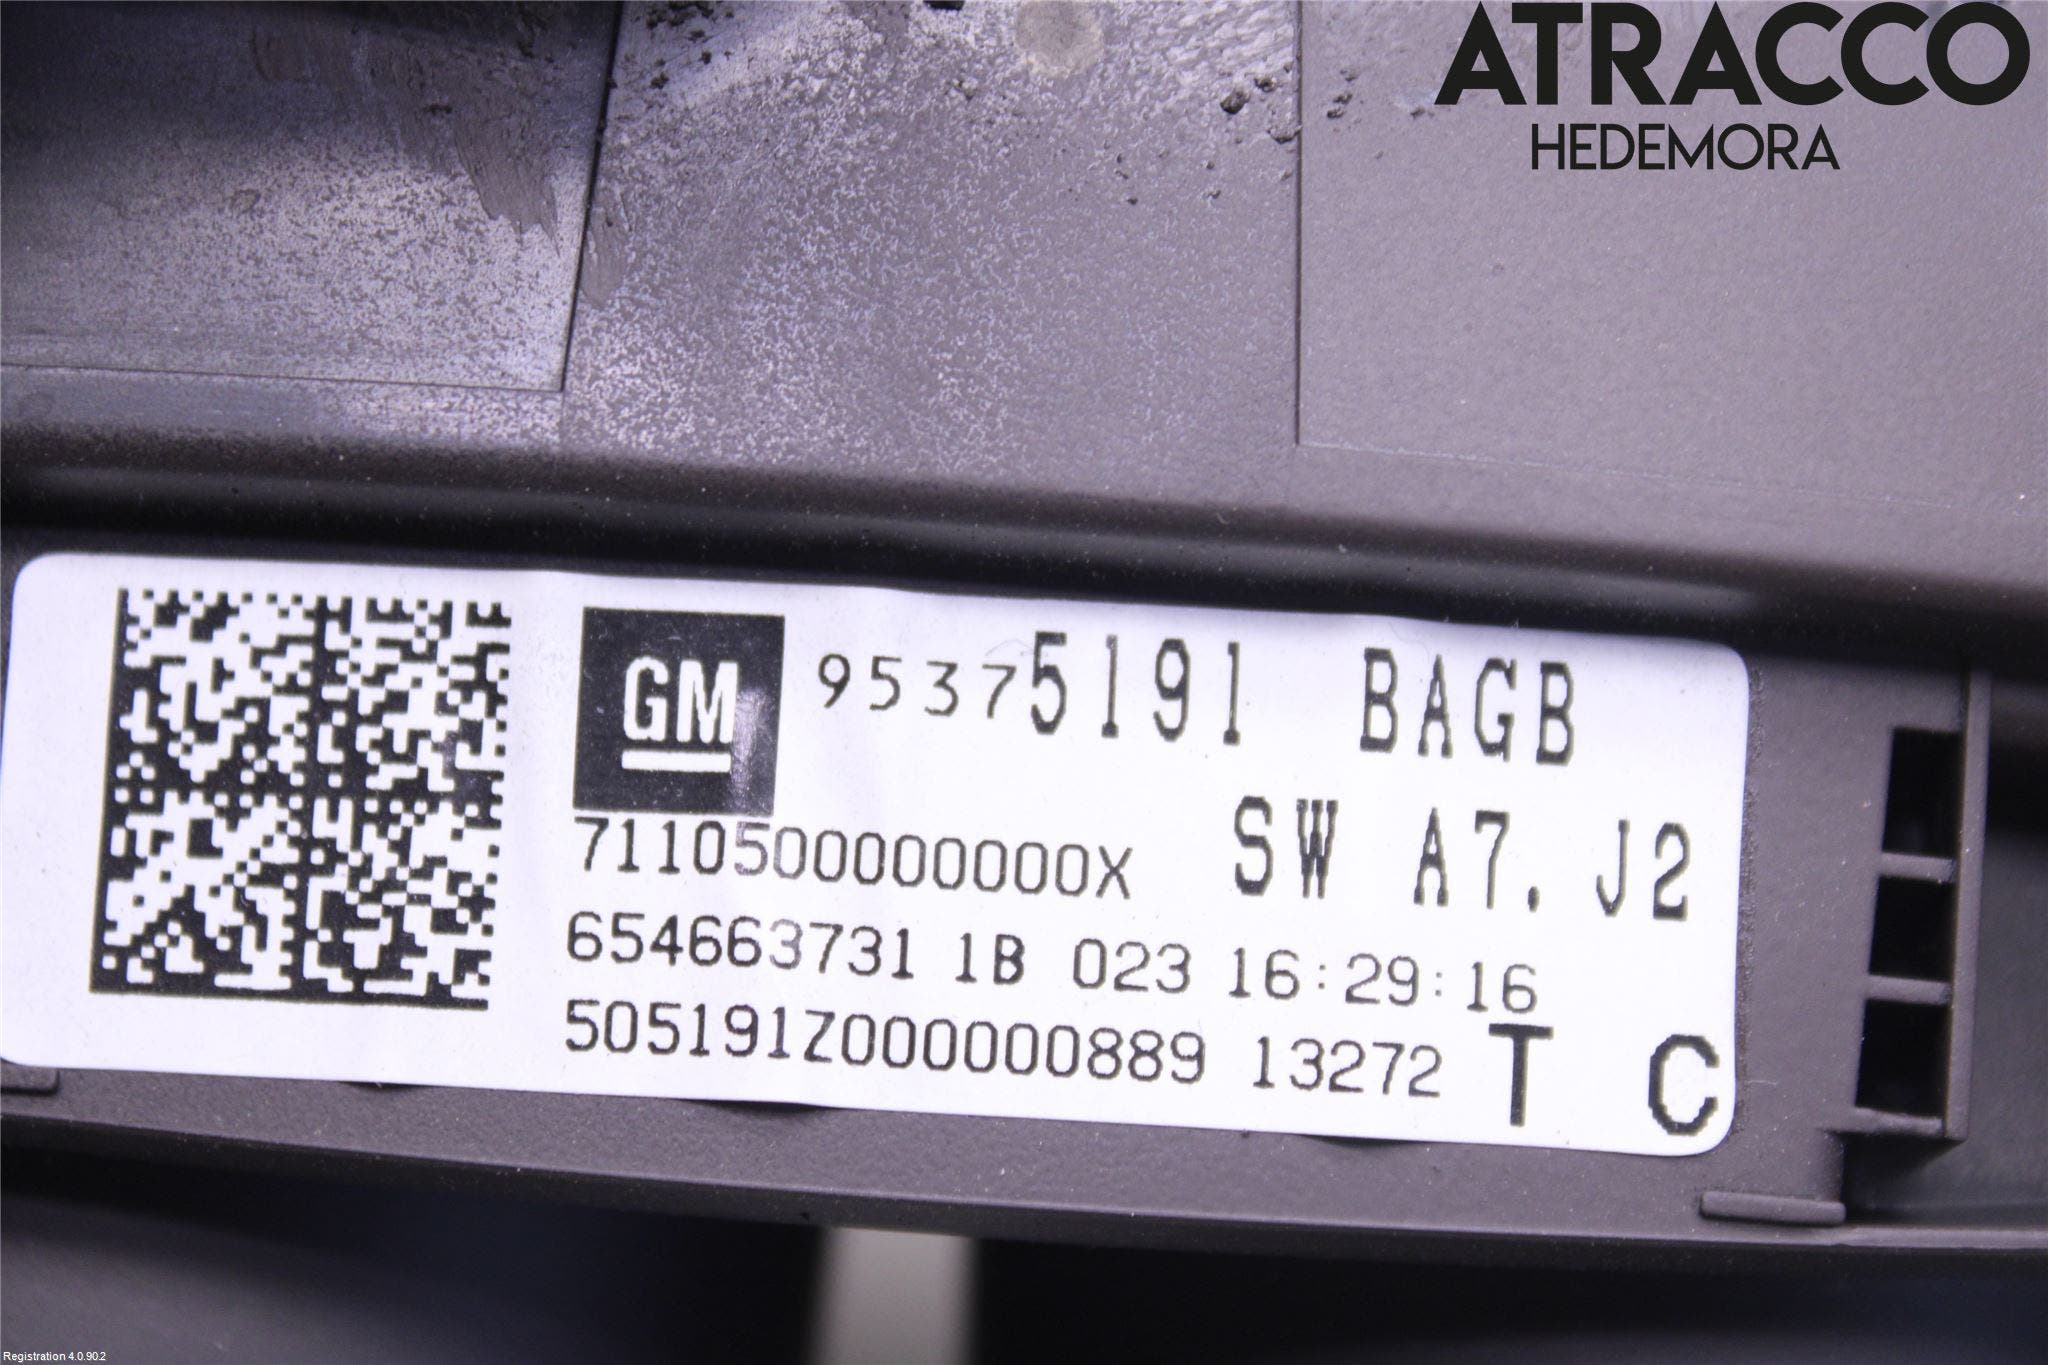 ATRACCO
HEDEMORA
GM 95375191 BAGB
7110500000000X SW A7. J2
654663731 1B 023 16:29:16
505191Z000000889 13272 T C
Registration 4.0.90.2